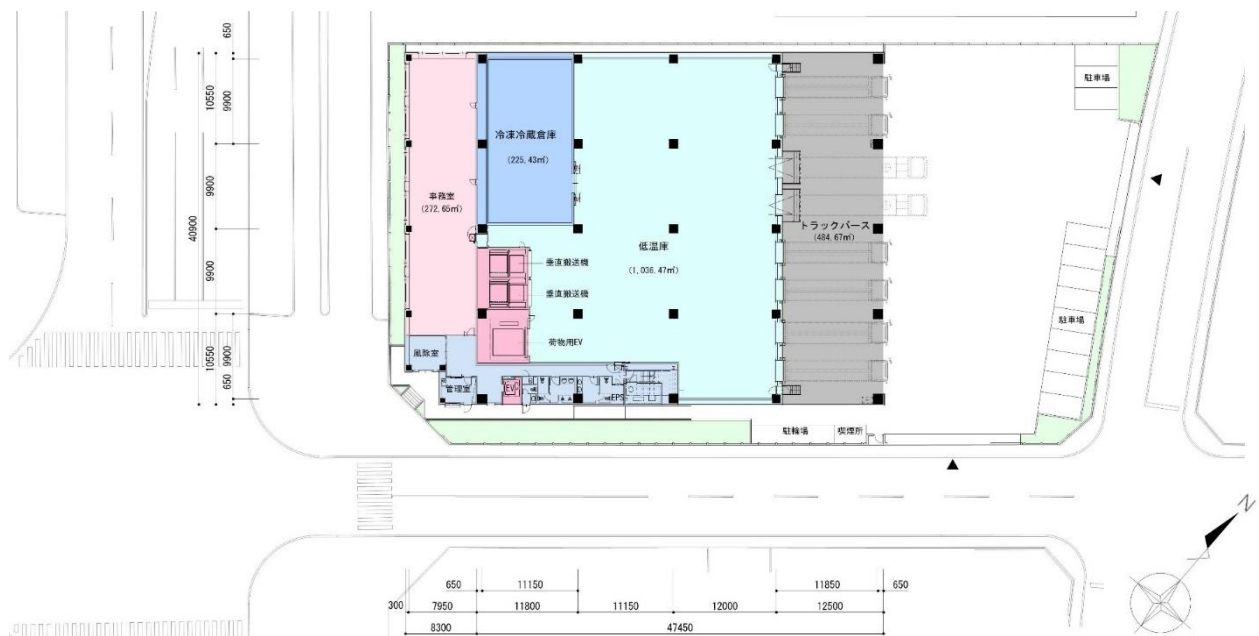 650
10550
9900
9900
40900
9900
10550
9900
650
冷凍冷蔵倉庫
(225.43㎡)
事務室
(272.65㎡)
低温庫
(1,036.47㎡)
トラックバース
(484.67㎡)
駐車場
駐車場
垂直搬送機
垂直搬送機
荷物用EV
風除室
管理室
EV
EPS
駐輪場
喫煙所
N
650
11150
11850
650
300
7950
11800
11150
12000
12500
8300
47450